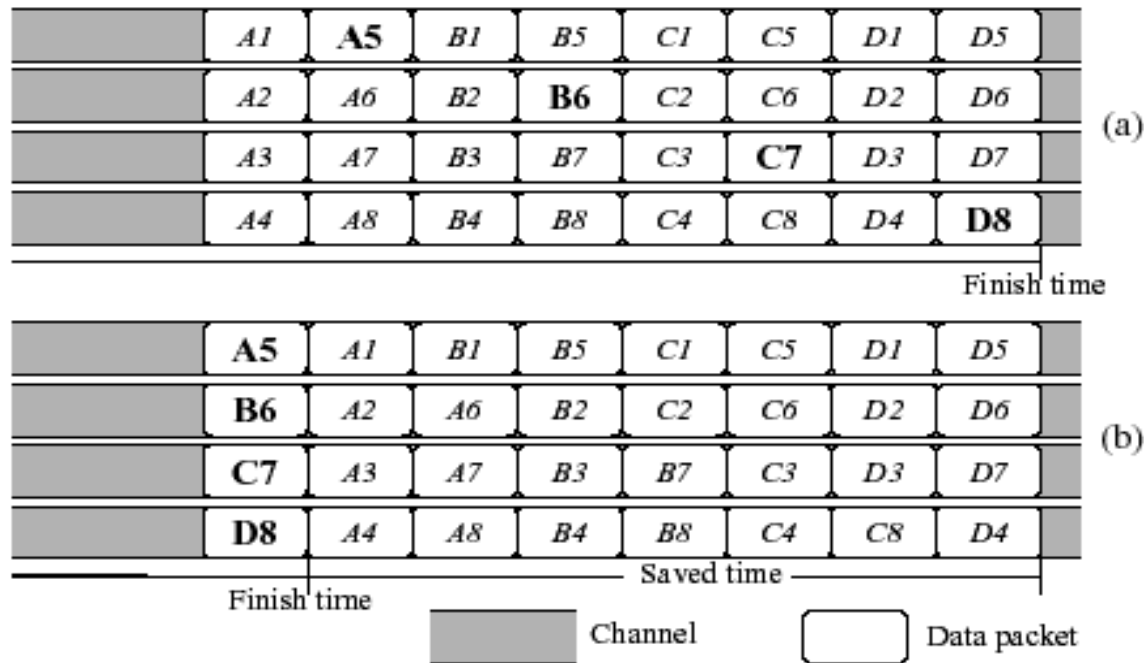 A1 A5 B1 B5 C1 C5 D1 D5
A2 A6 B2 B6 C2 C6 D2 D6
(a)
A3 A7 B3 B7 C3 C7 D3 D7
A4 A8 B4 B8 C4 C8 D4 D8
Finish time
A5 A1 B1 B5 C1 C5 D1 D5
B6 A2 A6 B2 C2 C6 D2 D6
(b)
C7 A3 A7 B3 B7 C3 D3 D7
D8 A4 A8 B4 B8 C4 C8 D4
Saved time
Finish time
Channel Data packet